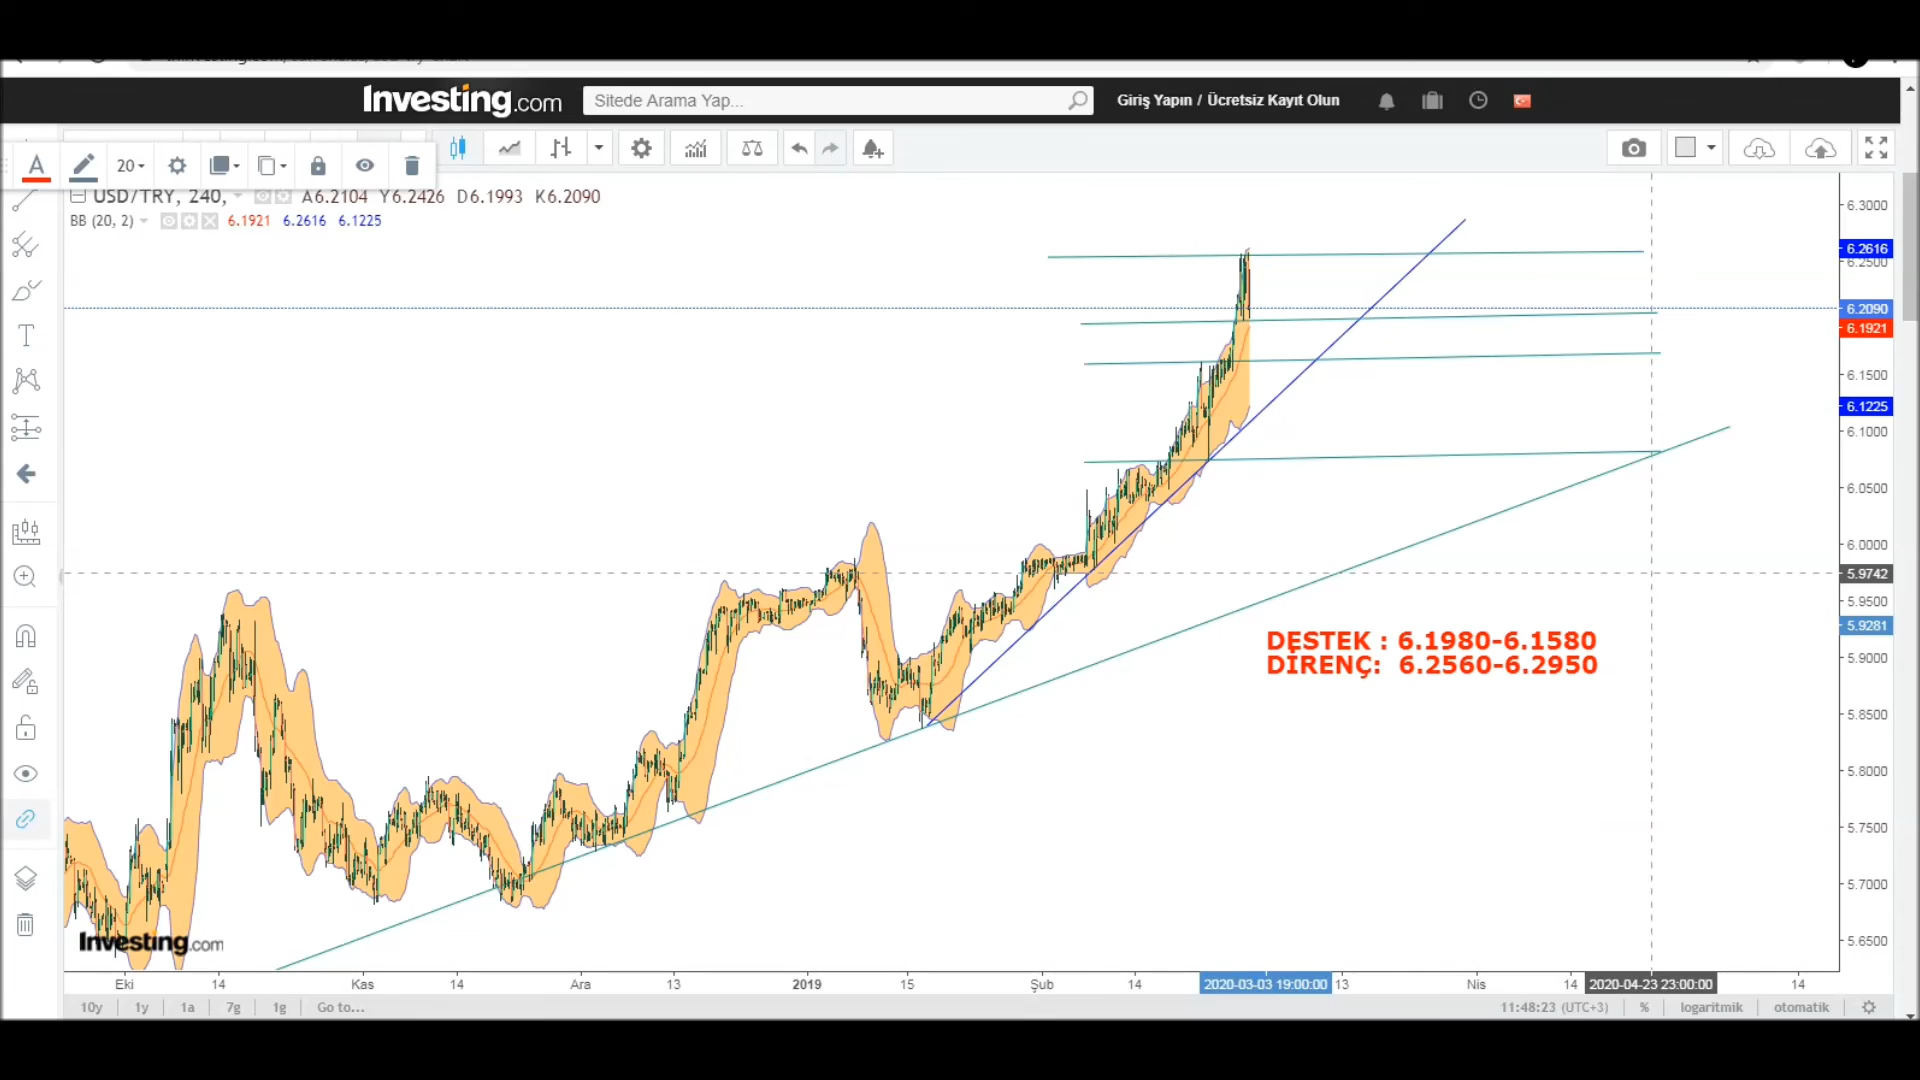 Investing.com
Sitede Arama Yap...
Giriş Yapın / Ücretsiz Kayıt Olun
A 20
USD/TRY, 240, A6.2104 Y6.2426 D6.1993 K6.2090
BB (20, 2) 6.1921 6.2616 6.1225
6.3000
6.2616
6.2500
6.2090
6.1921
6.1500
6.1225
6.1000
6.0500
6.0000
5.9742
5.9500
5.9281
5.9000
5.8500
5.8000
5.7500
5.7000
5.6500
DESTEK : 6.1980-6.1580
DİRENÇ: 6.2560-6.2950
Investing.com
Eki 14 Kas 14 Ara 13 2019 15 Şub 14 2020-03-03 19:00:00 13 Nis 14 2020-04-23 23:00:00 14
10y 1y 1a 7g 1g Go to... 11:48:23 (UTC+3) % logaritmik otomatik